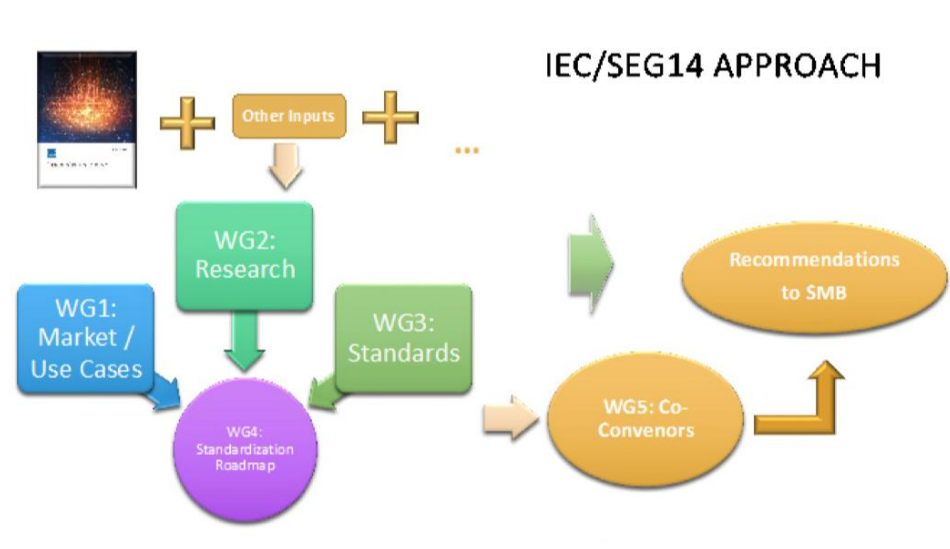 IEC/SEG14 APPROACH
Other Inputs
...
WG2:
Research
WG1:
Market /
Use Cases
WG3:
Standards
WG4:
Standardization
Roadmap
WG5: Co-
Convenors
Recommendations
to SMB